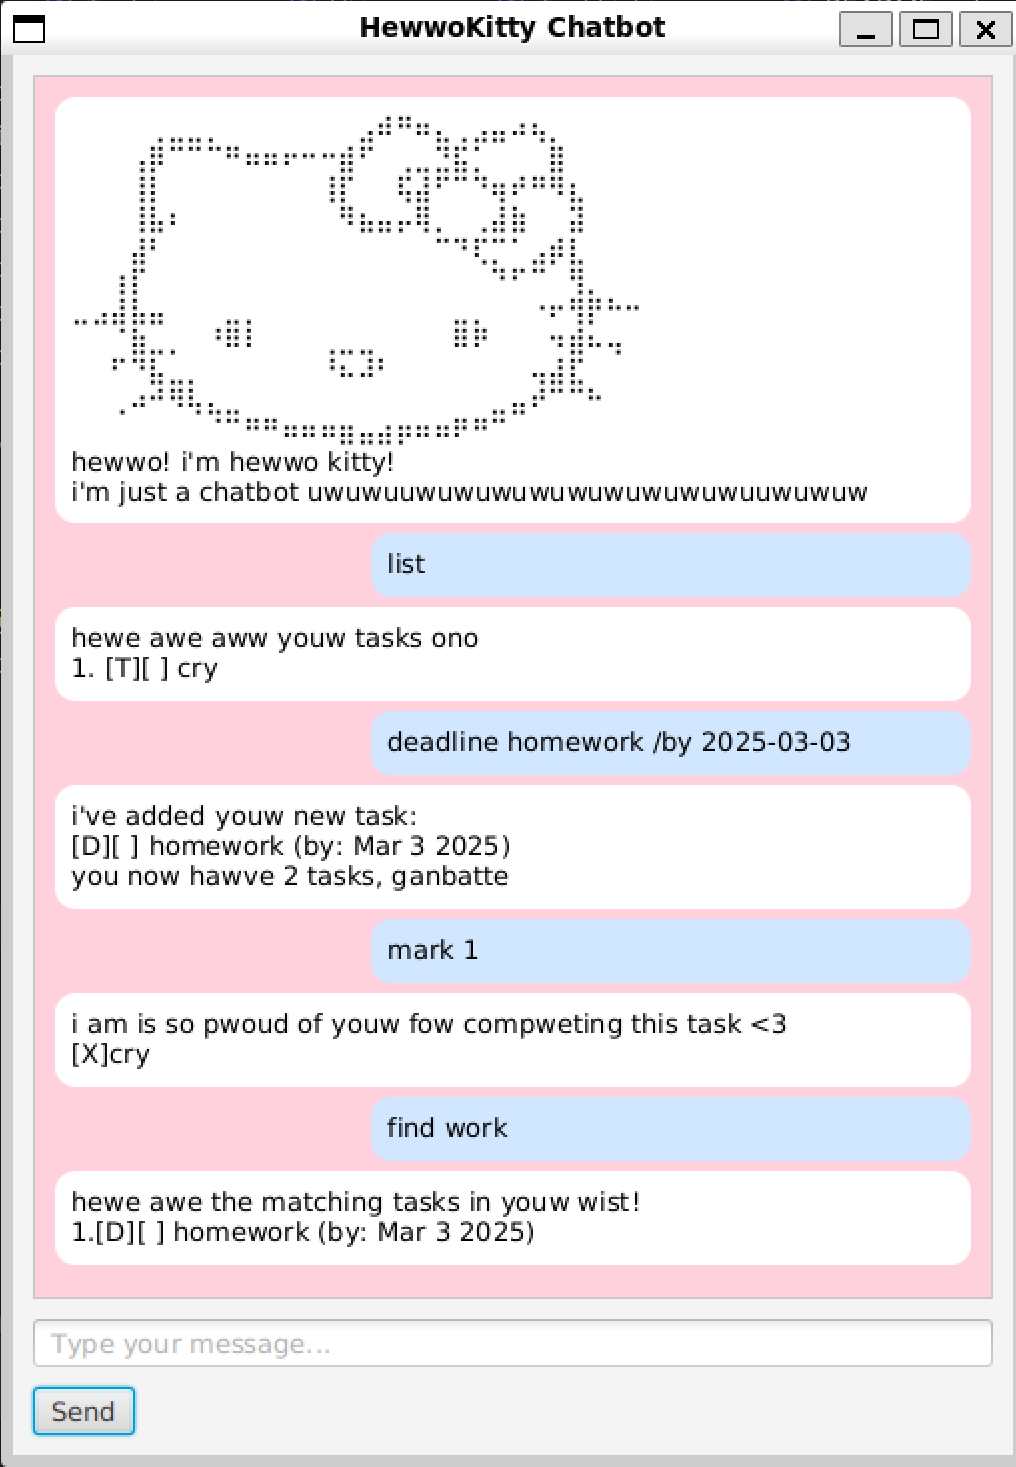 HewwoKitty Chatbot
hewwo! i'm hewwo kitty!
i'm just a chatbot uwuwuuwuwuwuwuwuwuwuwuwuwuuwuwuw
list
hewe awe aww youw tasks ono
1. [T][ ] cry
deadline homework /by 2025-03-03
i've added youw new task:
[D][ ] homework (by: Mar 3 2025)
you now hawve 2 tasks, ganbatte
mark 1
i am is so pwoud of youw fow compweting this task <3
[X]cry
find work
hewe awe the matching tasks in youw wist!
1.[D][ ] homework (by: Mar 3 2025)
Type your message...
Send